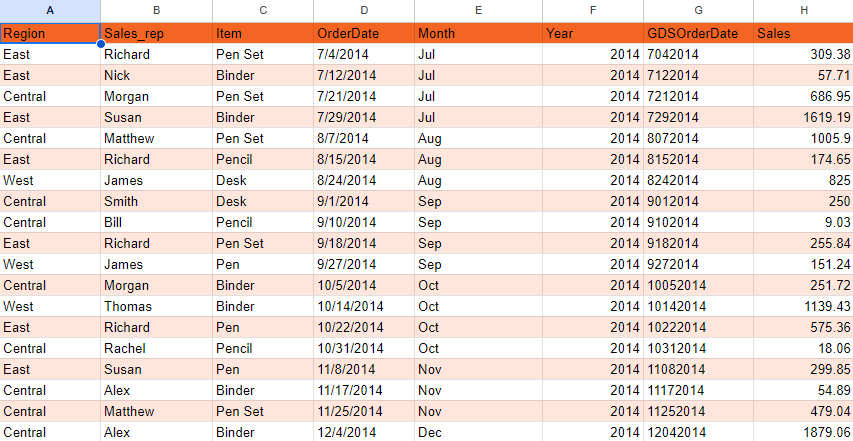 A B C D E F G H
Region Sales_rep Item OrderDate Month Year GDSOrderDate Sales
East Richard Pen Set 7/4/2014 Jul 2014 7042014 309.38
East Nick Binder 7/12/2014 Jul 2014 7122014 57.71
Central Morgan Pen Set 7/21/2014 Jul 2014 7212014 686.95
East Susan Binder 7/29/2014 Jul 2014 7292014 1619.19
Central Matthew Pen Set 8/7/2014 Aug 2014 8072014 1005.9
East Richard Pencil 8/15/2014 Aug 2014 8152014 174.65
West James Desk 8/24/2014 Aug 2014 8242014 825
Central Smith Desk 9/1/2014 Sep 2014 9012014 250
Central Bill Pencil 9/10/2014 Sep 2014 9102014 9.03
East Richard Pen Set 9/18/2014 Sep 2014 9182014 255.84
West James Pen 9/27/2014 Sep 2014 9272014 151.24
Central Morgan Binder 10/5/2014 Oct 2014 10052014 251.72
West Thomas Binder 10/14/2014 Oct 2014 10142014 1139.43
East Richard Pen 10/22/2014 Oct 2014 10222014 575.36
Central Rachel Pencil 10/31/2014 Oct 2014 10312014 18.06
East Susan Pen 11/8/2014 Nov 2014 11082014 299.85
Central Alex Binder 11/17/2014 Nov 2014 11172014 54.89
Central Matthew Pen Set 11/25/2014 Nov 2014 11252014 479.04
Central Alex Binder 12/4/2014 Dec 2014 12042014 1879.06